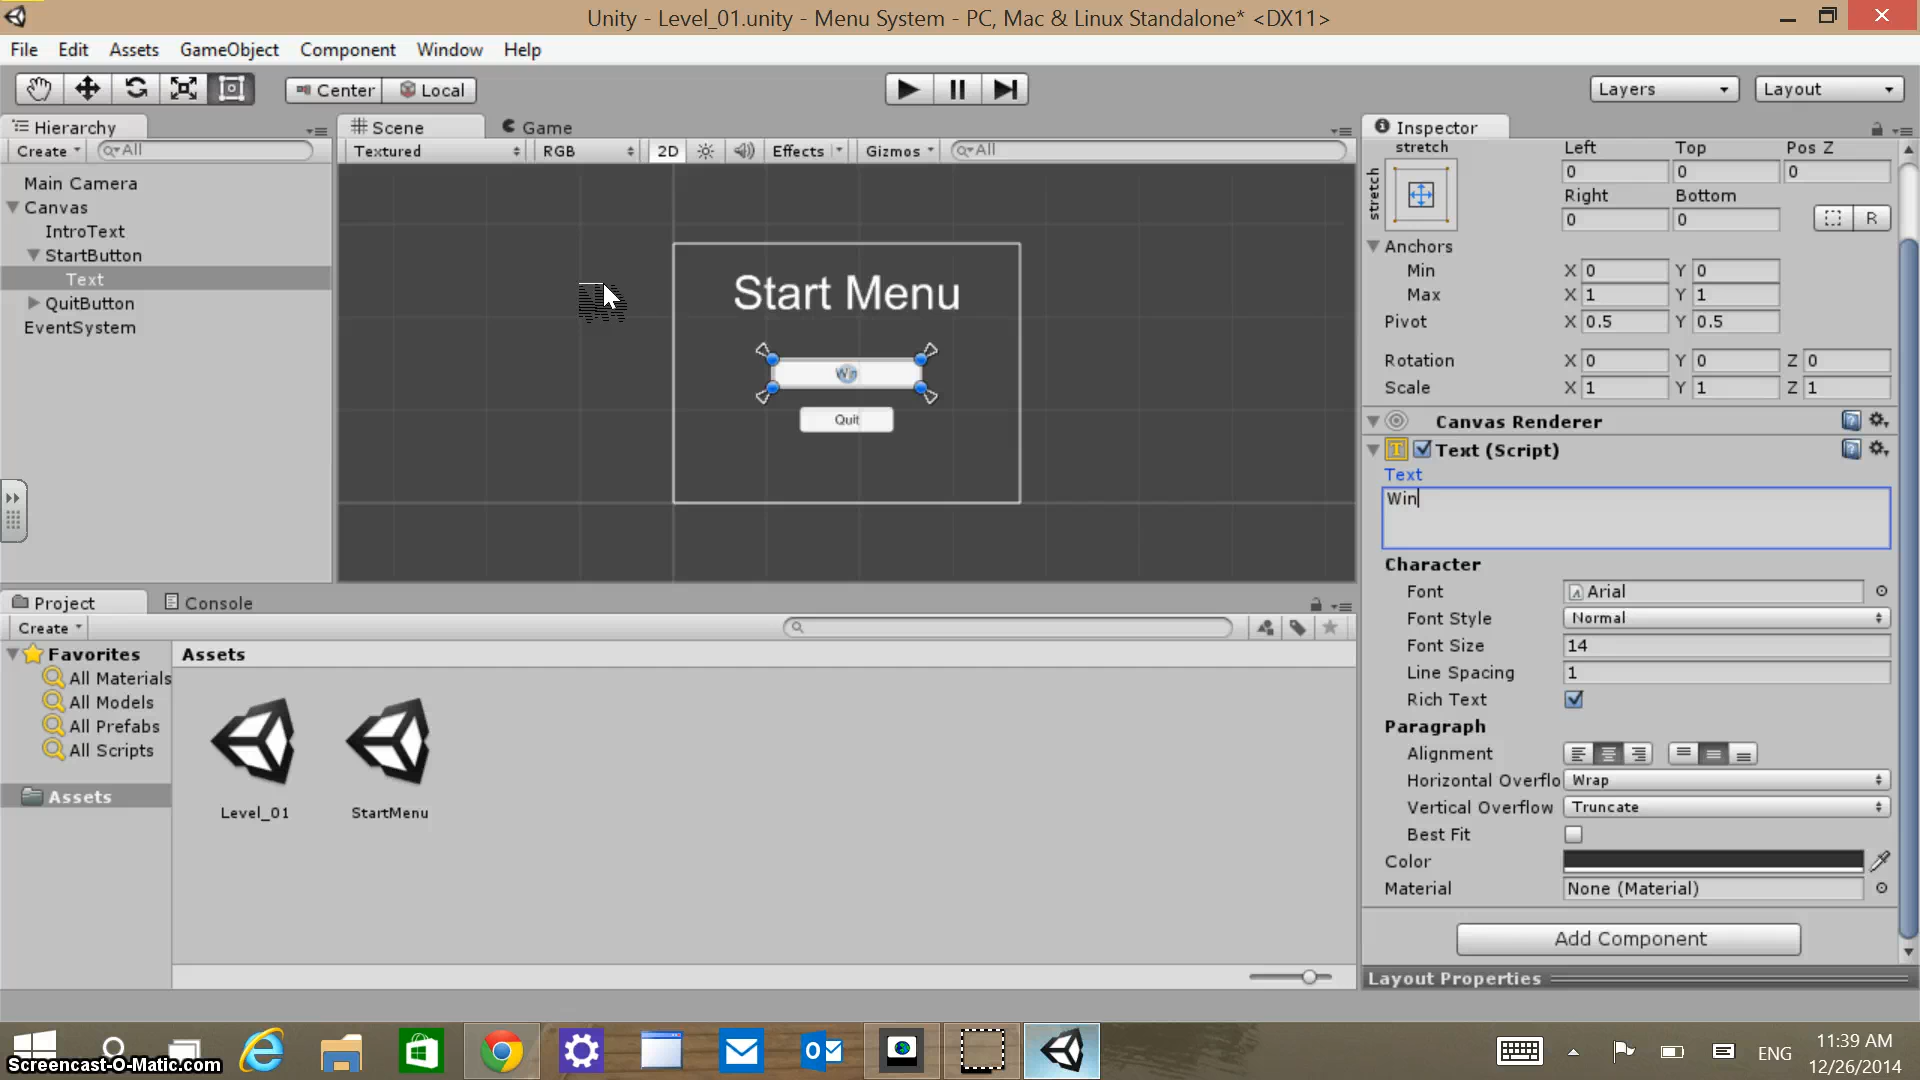 Unity - Level_01.unity - Menu System - PC, Mac & Linux Standalone* <DX11>
File Edit Assets GameObject Component Window Help
Center Local Layers Layout
Hierarchy
Create All
Main Camera
Canvas
IntroText
StartButton
Text
QuitButton
EventSystem
Scene Game
Textured RGB 2D Effects Gizmos All
Start Menu
Win
Quit
Inspector
stretch Left Top Pos Z
stretch
0 0 0
Right Bottom
0 0 R
Anchors
Min X 0 Y 0
Max X 1 Y 1
Pivot X 0.5 Y 0.5
Rotation X 0 Y 0 Z 0
Scale X 1 Y 1 Z 1
Canvas Renderer
Text (Script)
Text
Win
Character
Font Arial
Font Style Normal
Font Size 14
Line Spacing 1
Rich Text
Paragraph
Alignment
Horizontal Overflo Wrap
Vertical Overflow Truncate
Best Fit
Color
Material None (Material)
Add Component
Layout Properties
Project Console
Create
Favorites
All Materials
All Models
All Prefabs
All Scripts
Assets
Assets
Level_01 StartMenu
Screencast-O-Matic.com
ENG
11:39 AM
12/26/2014